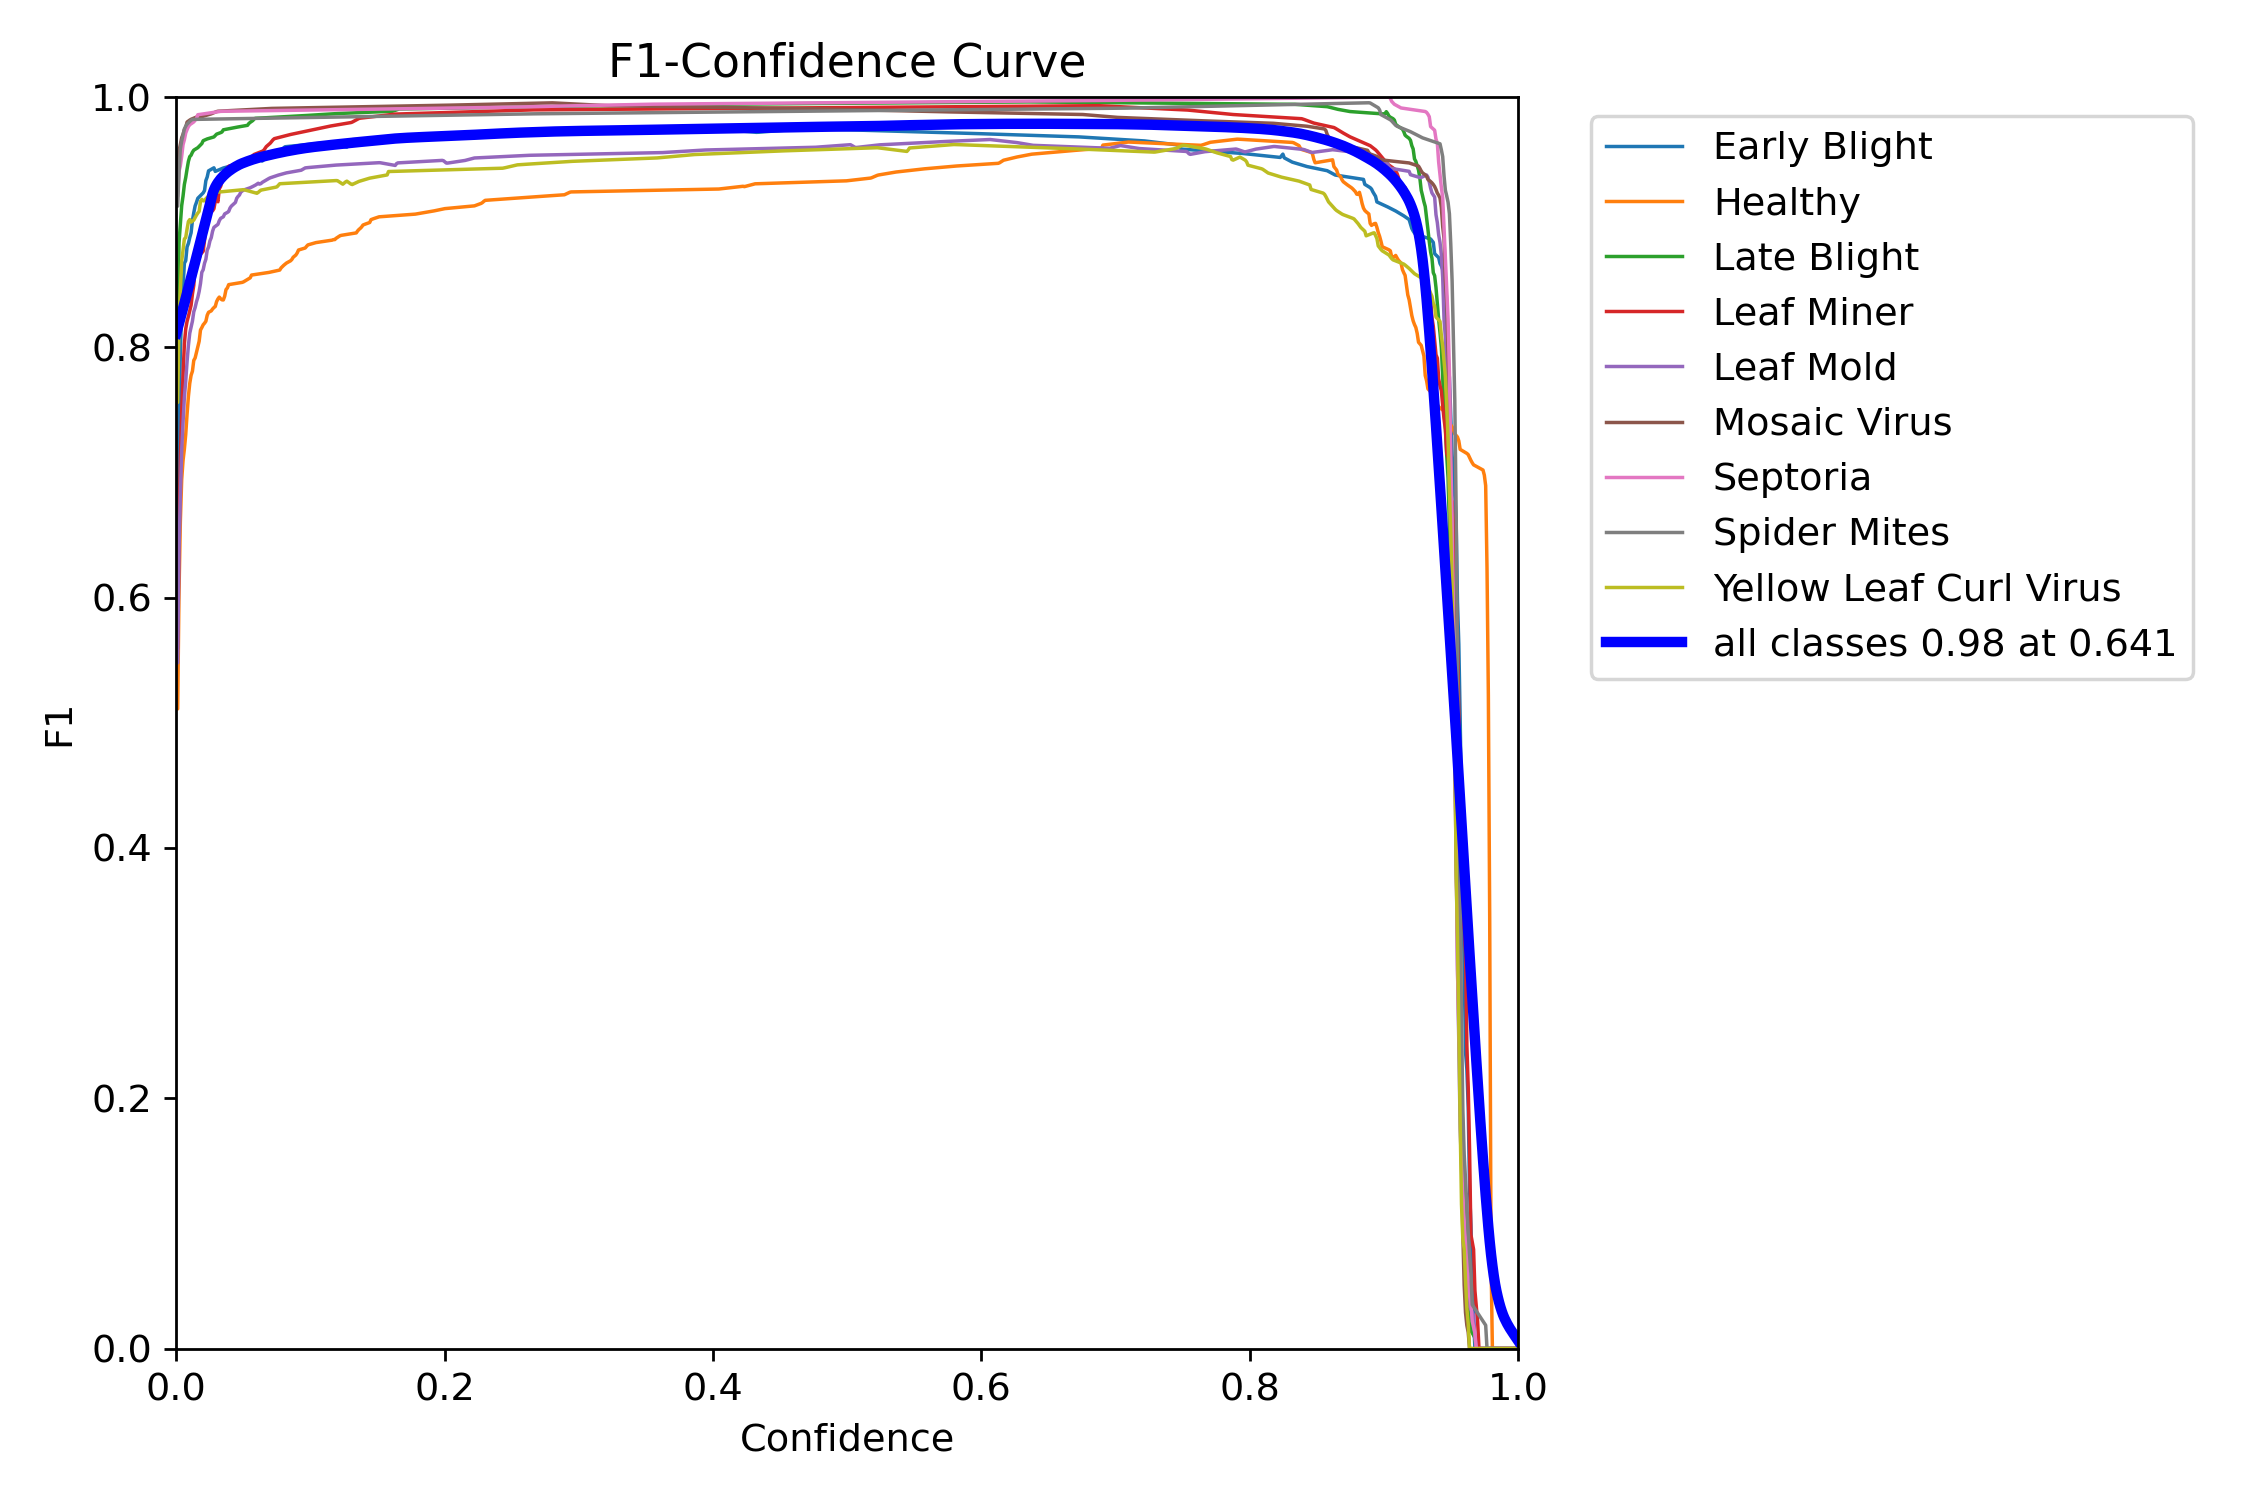 F1-Confidence Curve
1.0
0.8
0.6
0.4
0.2
0.0
F1
0.0 0.2 0.4 0.6 0.8 1.0
Confidence
Early Blight
Healthy
Late Blight
Leaf Miner
Leaf Mold
Mosaic Virus
Septoria
Spider Mites
Yellow Leaf Curl Virus
all classes 0.98 at 0.641